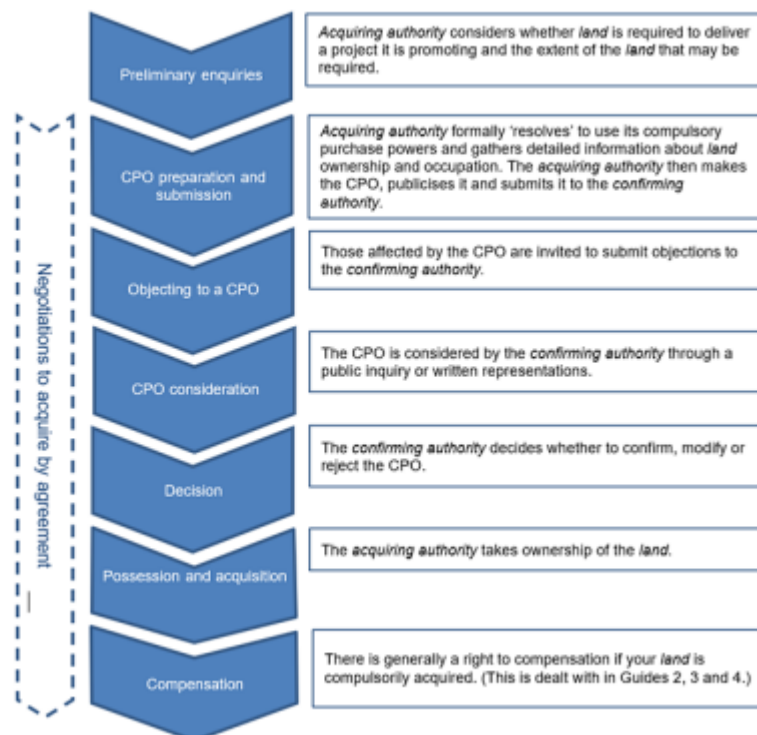 Preliminary enquiries
Acquiring authority considers whether land is required to deliver
a project it is promoting and the extent of the land that may be
required.
Negotiations to acquire by agreement
CPO preparation and
submission
Acquiring authority formally ‘resolves’ to use its compulsory
purchase powers and gathers detailed information about land
ownership and occupation. The acquiring authority then makes
the CPO, publicises it and submits it to the confirming
authority.
Objecting to a CPO
Those affected by the CPO are invited to submit objections to
the confirming authority.
CPO consideration
The CPO is considered by the confirming authority through a
public inquiry or written representations.
Decision
The confirming authority decides whether to confirm, modify or
reject the CPO.
Possession and acquisition
The acquiring authority takes ownership of the land.
Compensation
There is generally a right to compensation if your land is
compulsorily acquired. (This is dealt with in Guides 2, 3 and 4.)